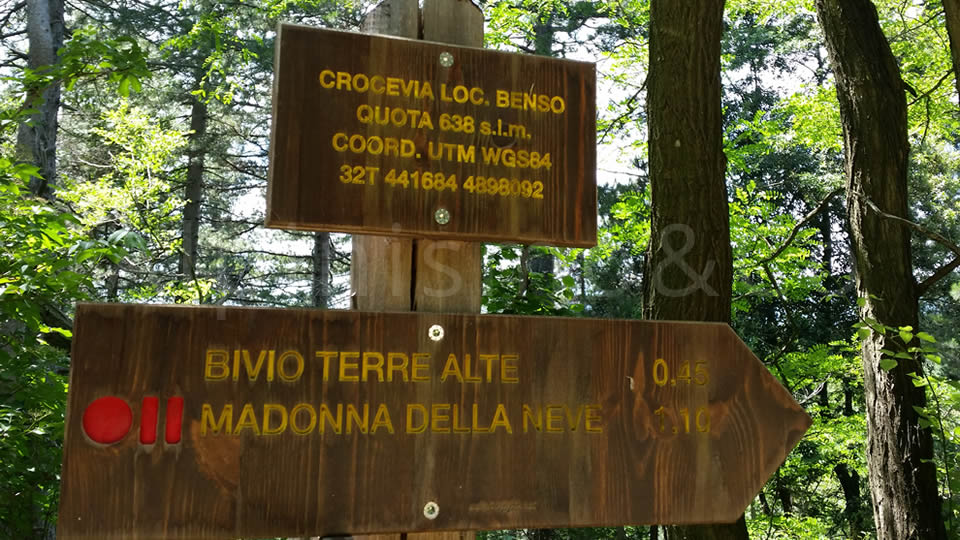 CROCEVIA LOC. BENSO
QUOTA 638 s.l.m.
COORD. UTM WGS84
32T 441684 4898092
BIVIO TERRE ALTE 0,45
MADONNA DELLA NEVE 1,10